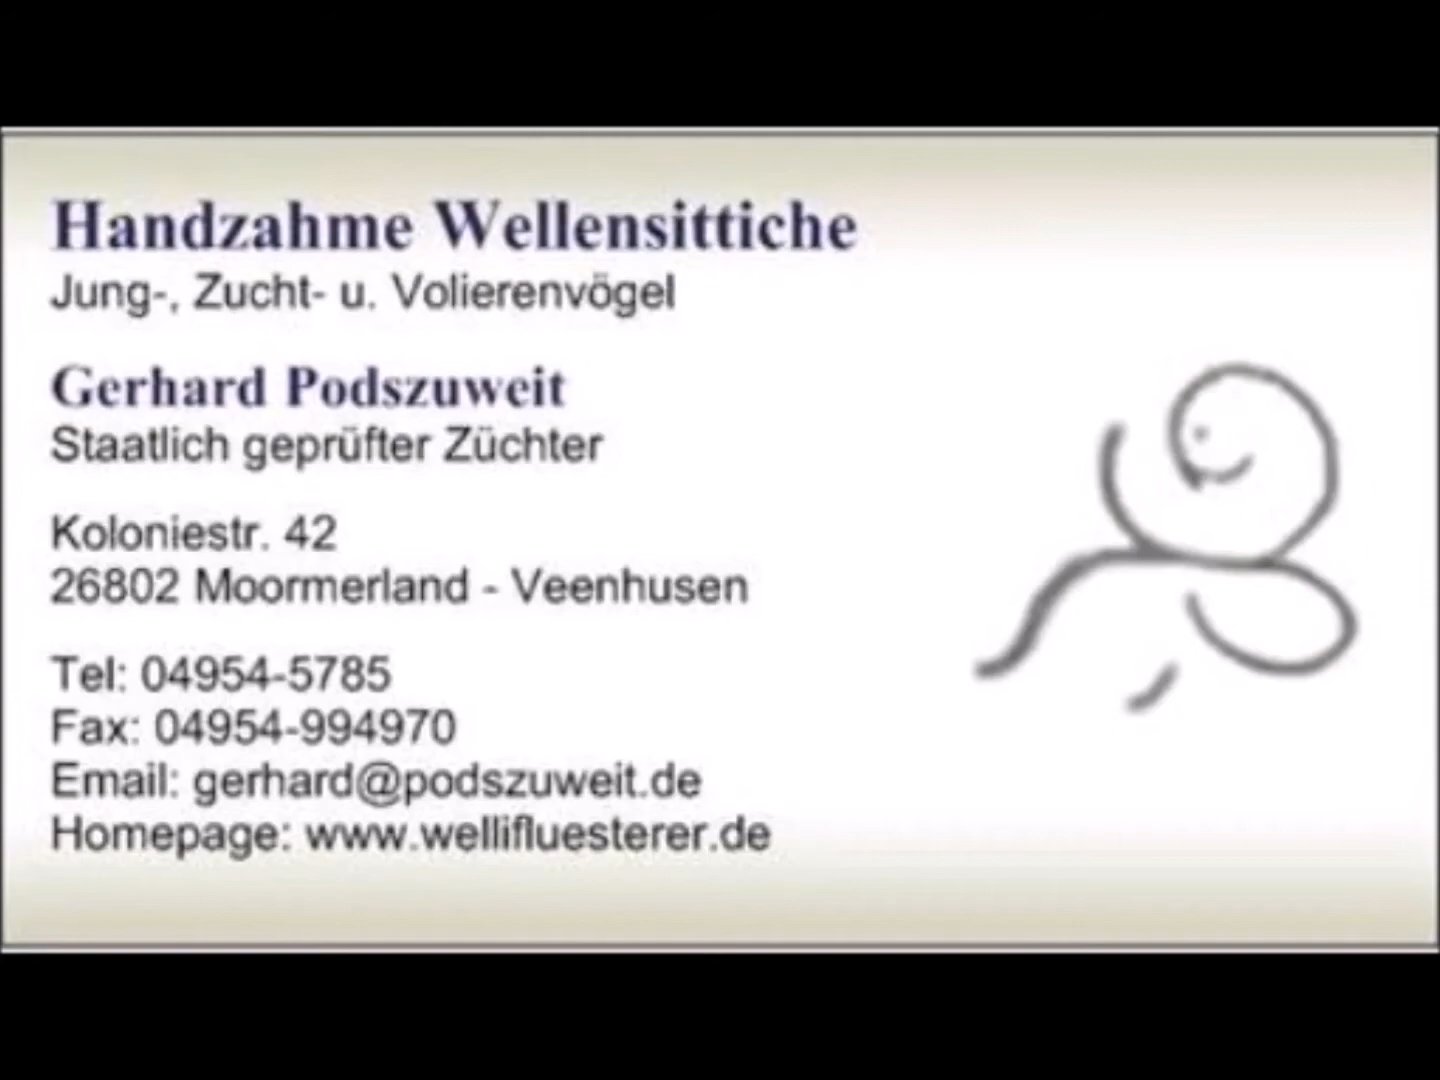 Handzahme Wellensittiche
Jung-, Zucht- u. Volierenvögel
Gerhard Podszuweit
Staatlich geprüfter Züchter
Koloniestr. 42
26802 Moormerland - Veenhusen
Tel: 04954-5785
Fax: 04954-994970
Email: gerhard@podszuweit.de
Homepage: www.wellifluesterer.de